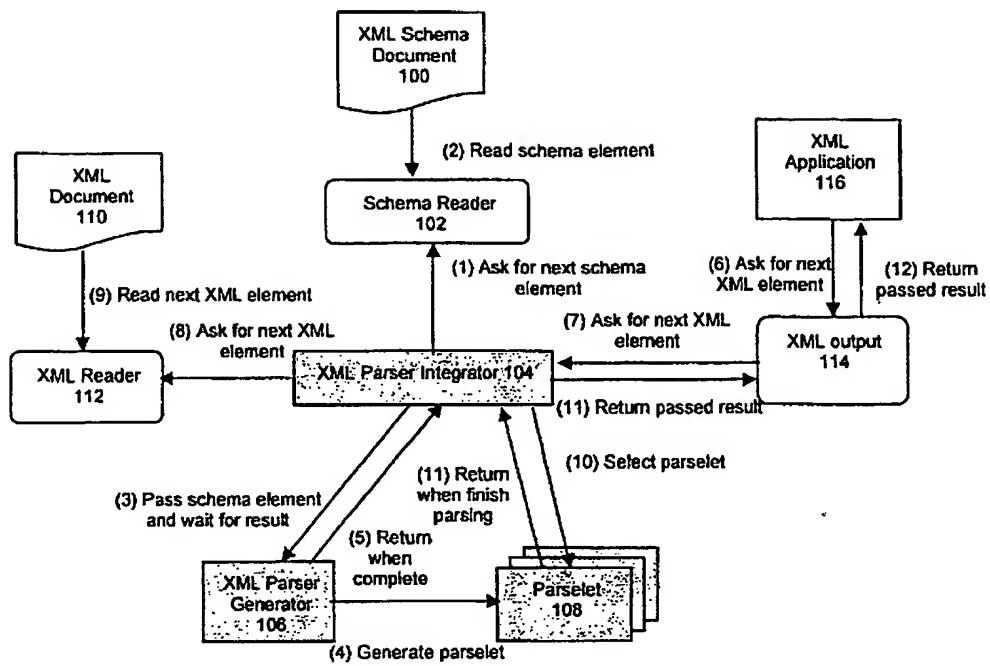 XML Schema
Document
100
(2) Read schema element
XML
Document
110
Schema Reader
102
XML
Application
116
(1) Ask for next schema
element
(6) Ask for next
XML element
(12) Return
passed result
(9) Read next XML element
(8) Ask for next XML
element
(7) Ask for next XML
element
XML Reader
112
XML Parser Integrator 104
XML output
114
(11) Return passed result
(10) Select parselet
(11) Return
when finish
parsing
(3) Pass schema element
and wait for result
(5) Return
when
complete
XML Parser
Generator
106
Parselet
108
(4) Generate parselet